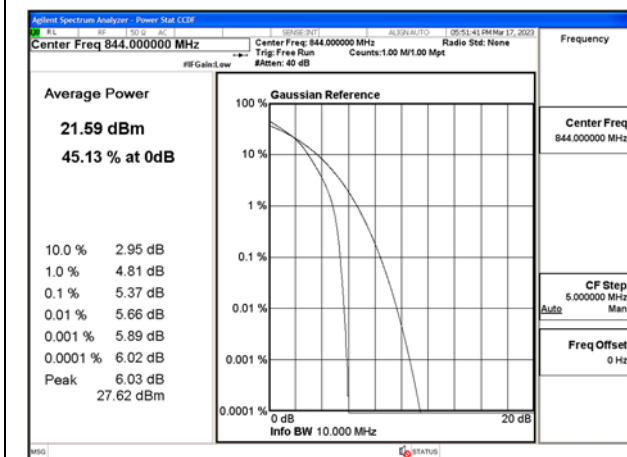 Agilent Spectrum Analyzer - Power Stat CCDF
RL RF 50 Ω AC SENSE:INT ALIGN AUTO 05:51:41 PM Mar 17, 2023
Center Freq 844.000000 MHz
Center Freq: 844.000000 MHz Radio Std: None
Trig: Free Run Counts:1.00 M/1.00 Mpt
#IFGain:Low #Atten: 40 dB
Frequency
Average Power
21.59 dBm
45.13 % at 0dB
10.0 % 2.95 dB
1.0 % 4.81 dB
0.1 % 5.37 dB
0.01 % 5.66 dB
0.001 % 5.89 dB
0.0001 % 6.02 dB
Peak 6.03 dB
27.62 dBm
Gaussian Reference
100 %
10 %
1 %
0.1 %
0.01 %
0.001 %
0.0001 %
0 dB 20 dB
Info BW 10.000 MHz
Center Freq
844.000000 MHz
CF Step
5.000000 MHz
Auto Man
Freq Offset
0 Hz
MSG STATUS